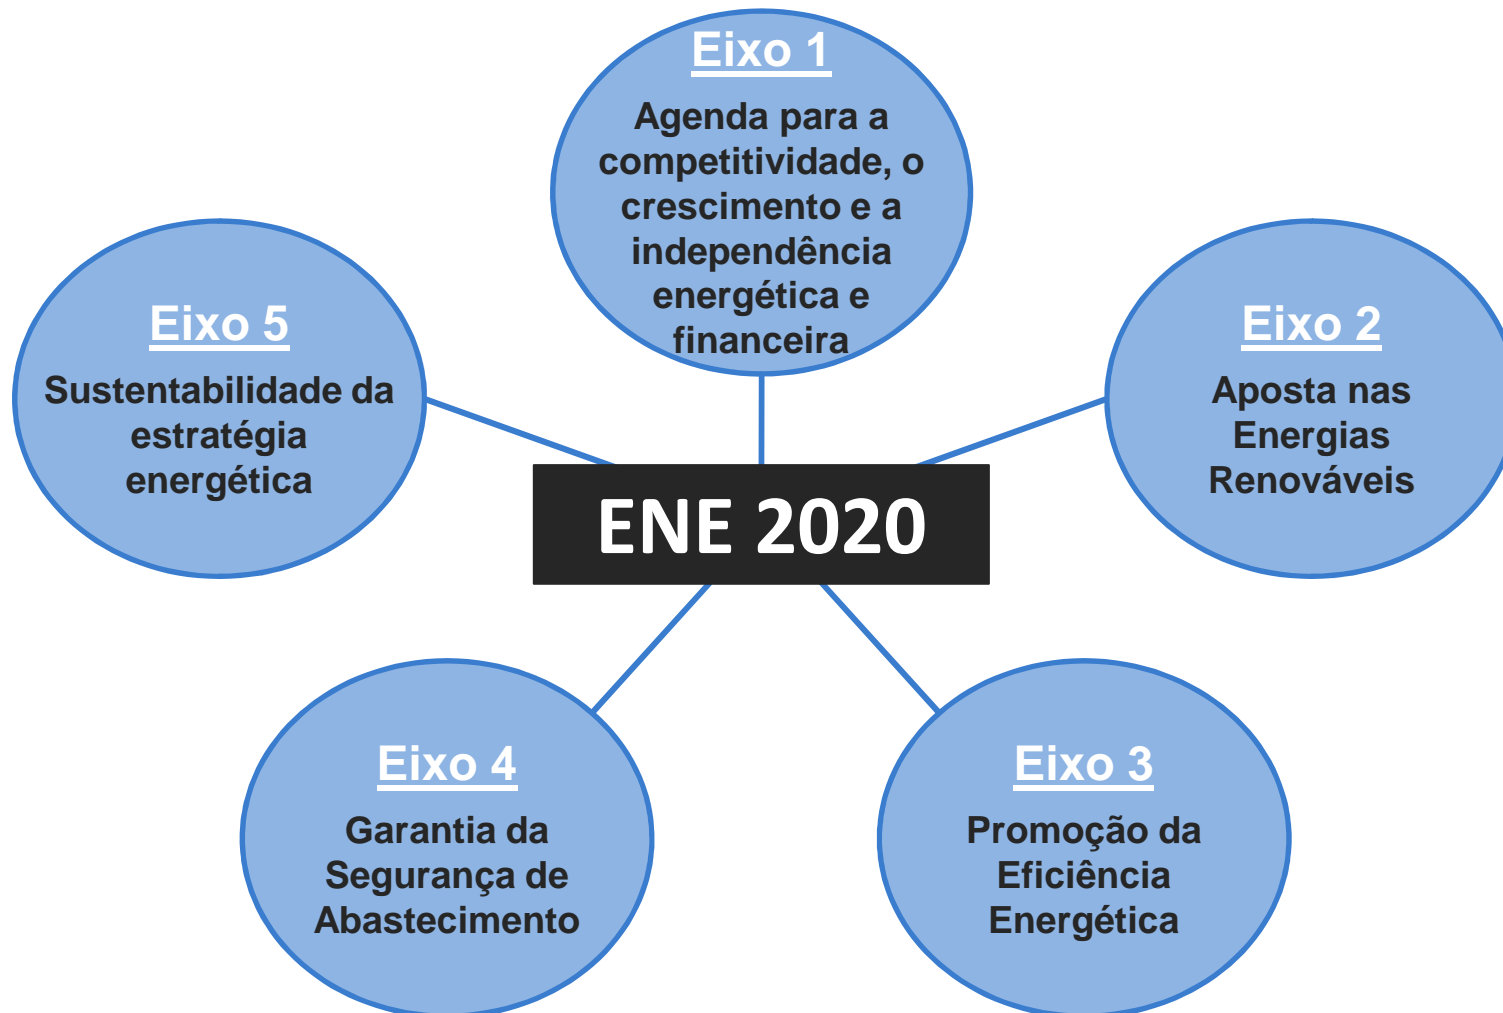 Eixo 1
Agenda para a
competitividade, o
crescimento e a
independência
energética e
financeira
Eixo 5
Sustentabilidade da
estratégia
energética
Eixo 2
Aposta nas
Energias
Renováveis
ENE 2020
Eixo 4
Garantia da
Segurança de
Abastecimento
Eixo 3
Promoção da
Eficiência
Energética